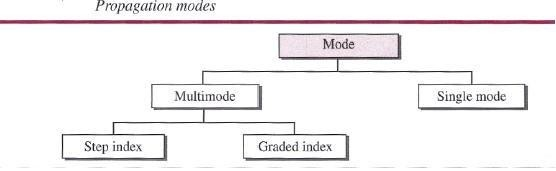 Propagation modes
Mode
Multimode
Single mode
Step index
Graded index